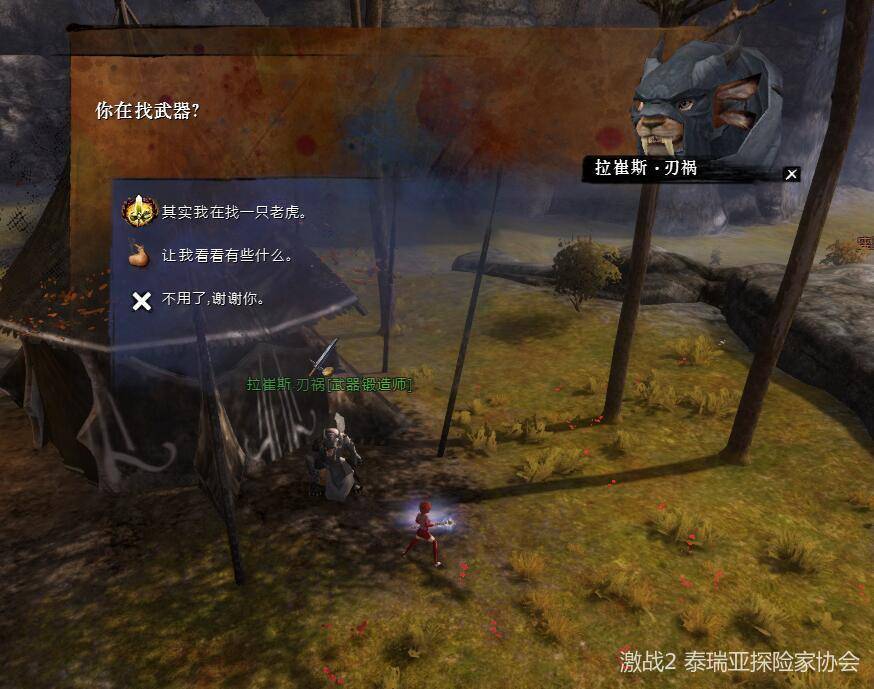 你在找武器?
拉崔斯·刃祸
其实我在找一只老虎。
让我看看有些什么。
不用了,谢谢你。
拉崔斯 刃祸[武器锻造师]
激战2 泰瑞亚探险家协会